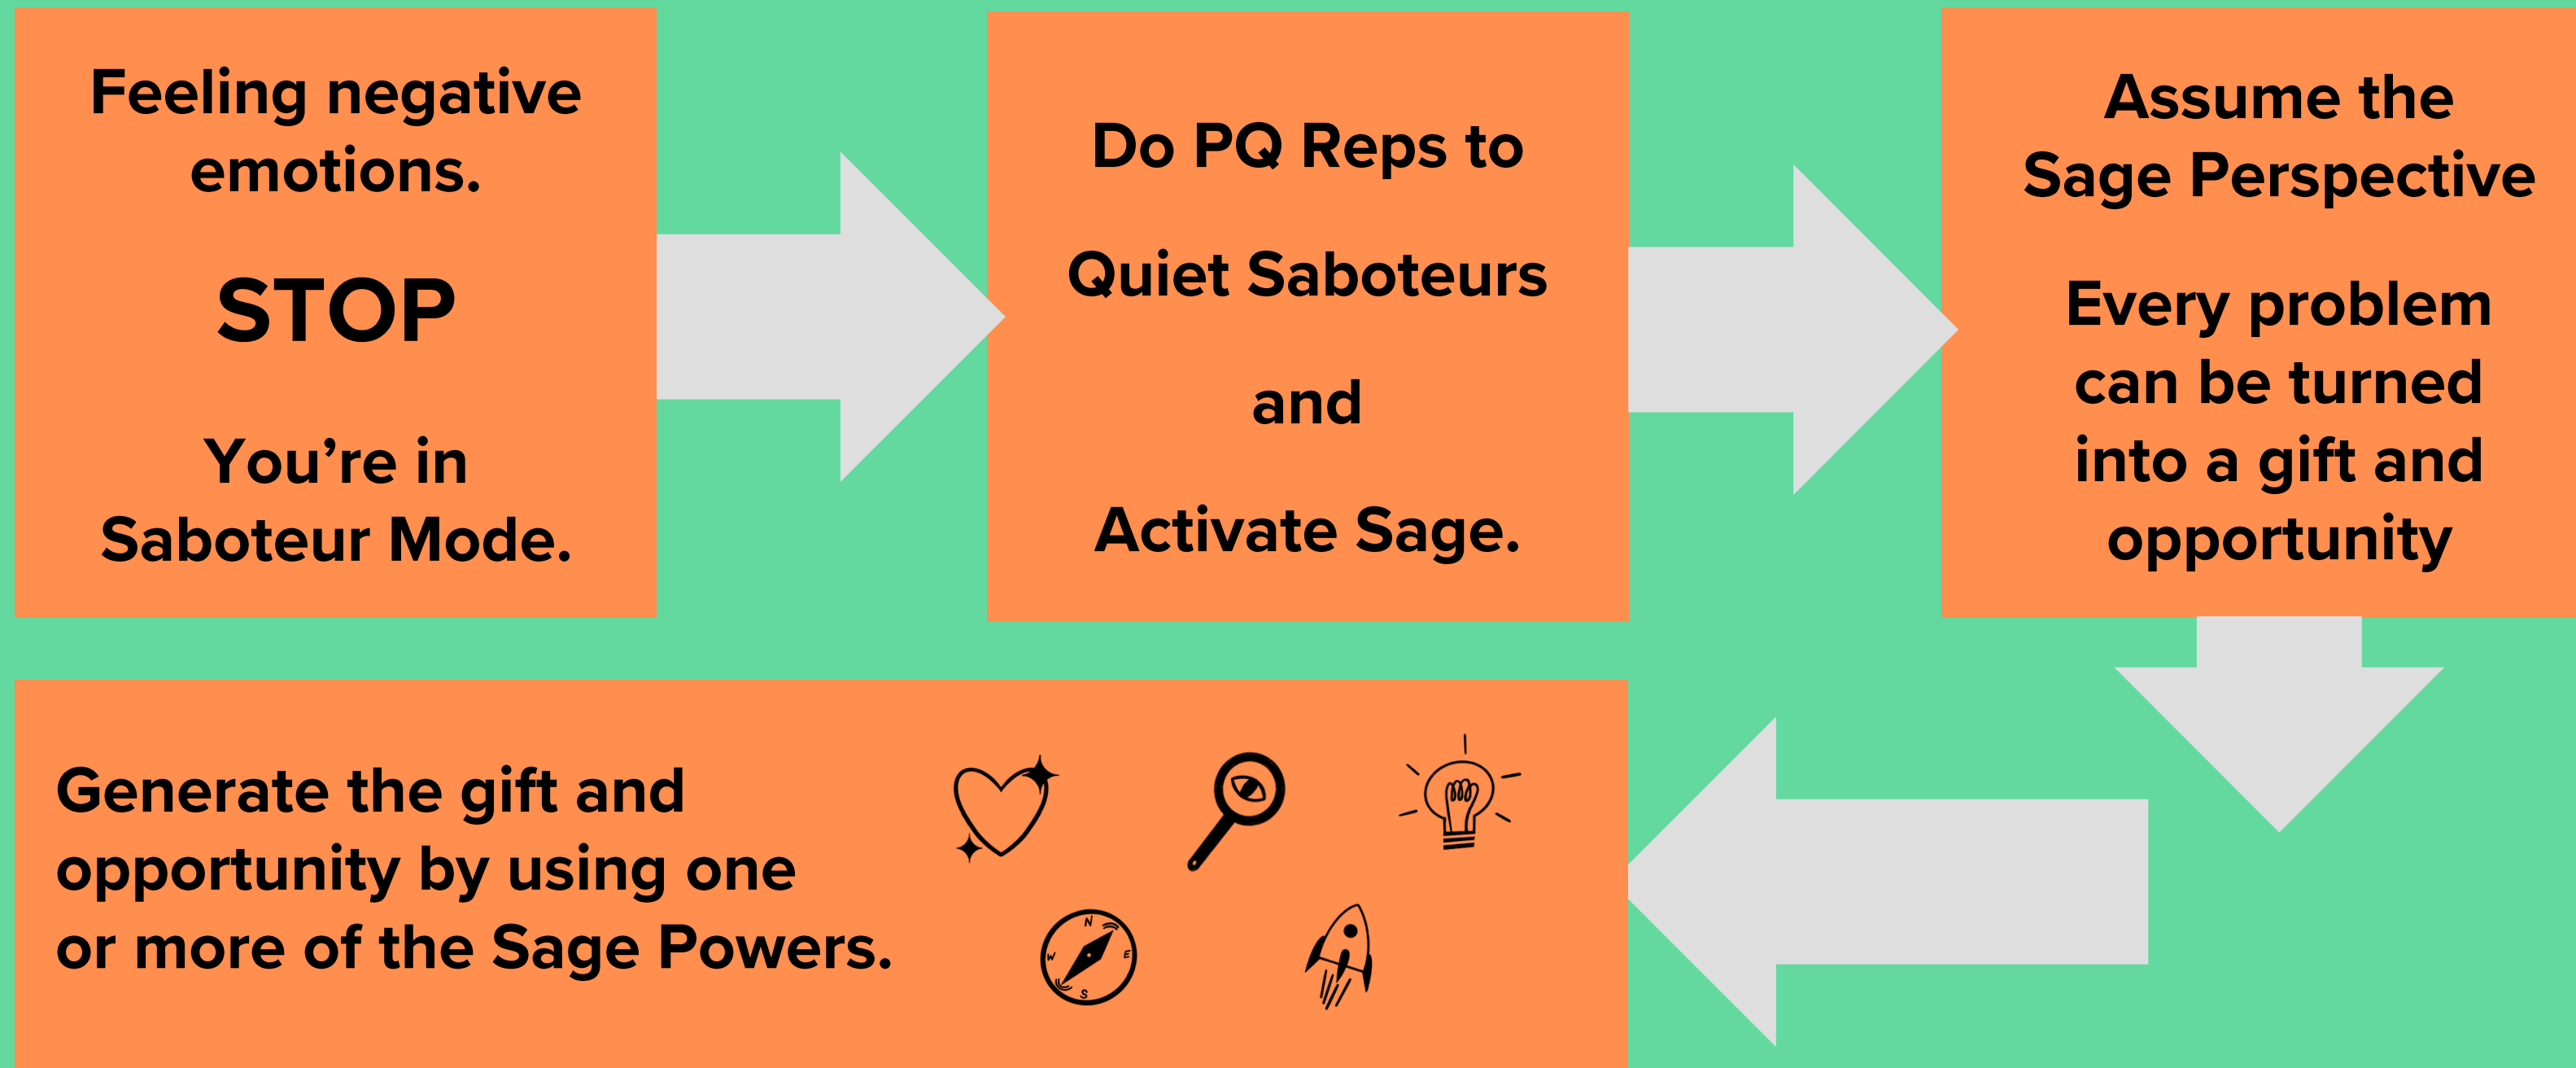 Feeling negative
emotions.
STOP
You’re in
Saboteur Mode.
Do PQ Reps to
Quiet Saboteurs
and
Activate Sage.
Assume the
Sage Perspective
Every problem
can be turned
into a gift and
opportunity
Generate the gift and
opportunity by using one
or more of the Sage Powers.
N
W
E
S